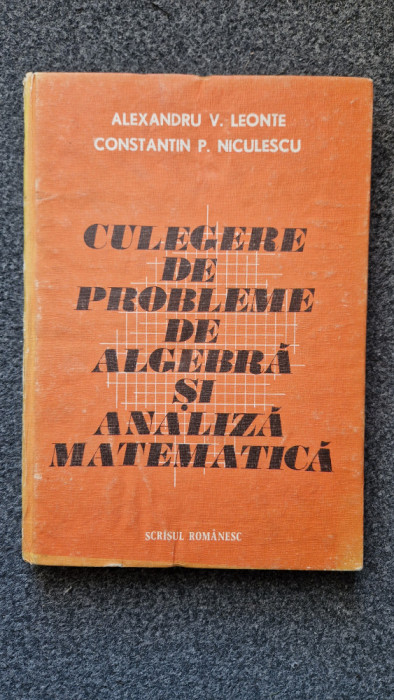 ALEXANDRU V. LEONTE
CONSTANTIN P. NICULESCU
CULEGERE
DE
PROBLEME
DE
ALGEBRĂ
ȘI
ANALIZĂ
MATEMATICĂ
SCRISUL ROMÂNESC